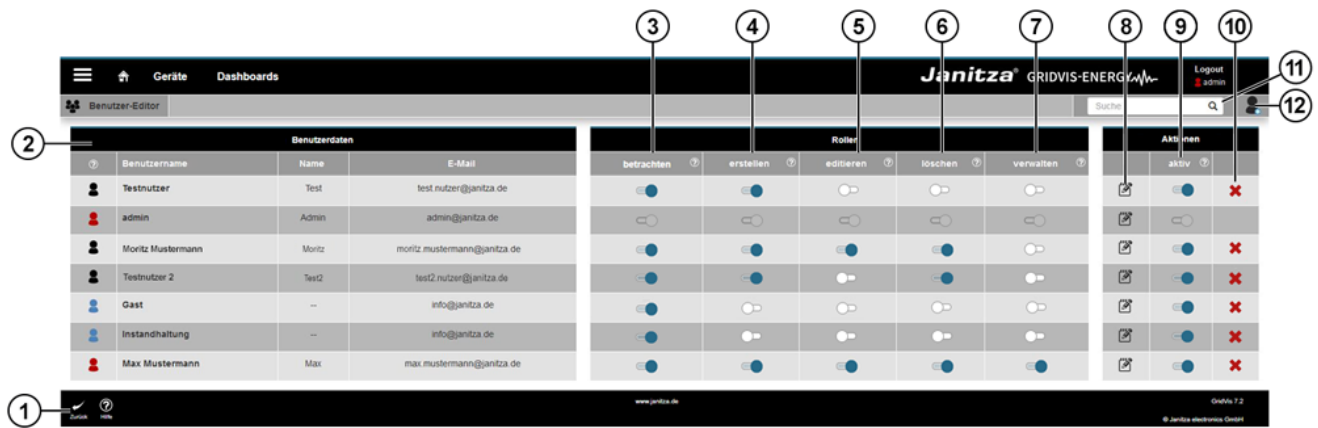 3 4 5 6 7 8 9 10
11
Geräte Dashboards Janitza® GRIDVIS-ENERGY Logout
admin
Benutzer-Editor Suche 12
2 Benutzerdaten Rollen Aktionen
Benutzername Name E-Mail betrachten erstellen editieren löschen verwalten aktiv
Testnutzer Test test.nutzer@janitza.de
admin Admin admin@janitza.de
Moritz Mustermann Moritz moritz.mustermann@janitza.de
Testnutzer 2 Test2 test2.nutzer@janitza.de
Gast -- info@janitza.de
Instandhaltung -- info@janitza.de
Max Mustermann Max max.mustermann@janitza.de
1 Zurück Hilfe www.janitza.de GridVis 7.2
© Janitza electronics GmbH